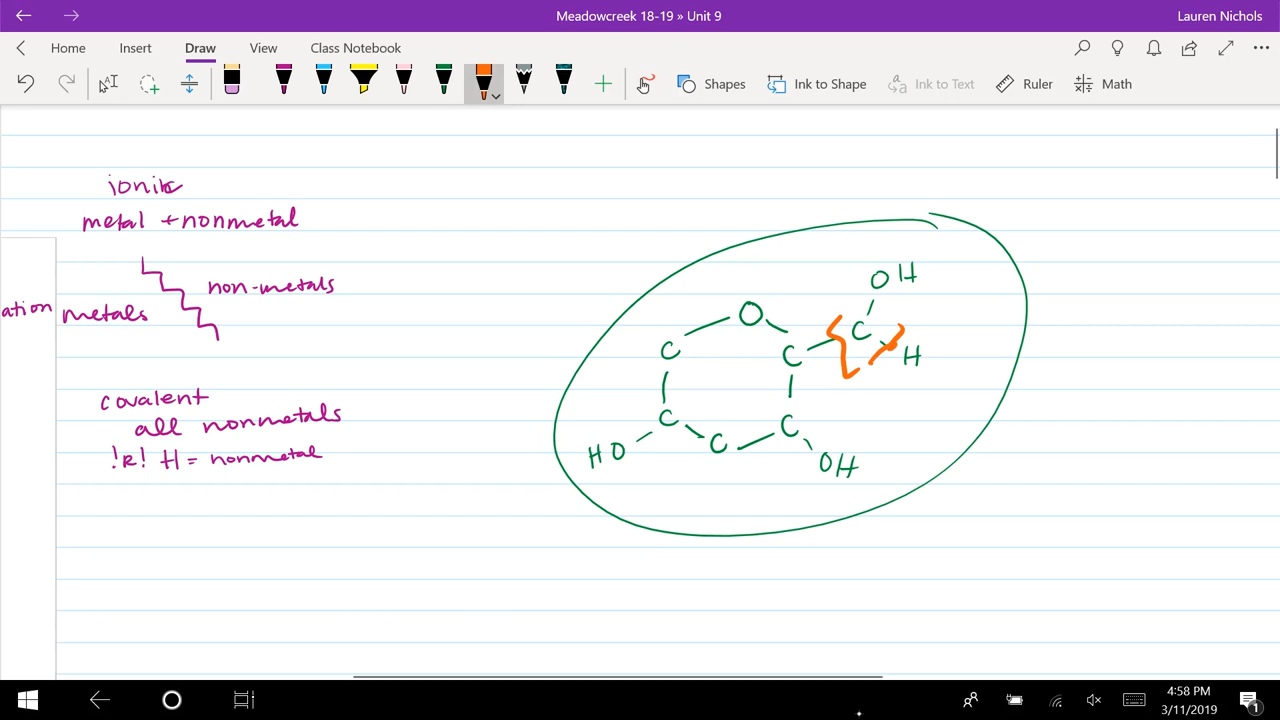 Meadowcreek 18-19 » Unit 9
Lauren Nichols
Home Insert Draw View Class Notebook
Shapes Ink to Shape Ink to Text Ruler Math
ionic
metal + nonmetal
non-metals
ation metals
covalent
all nonmetals
!R! H = nonmetal
OH
O C
C C H
C C
HO C OH
4:58 PM
3/11/2019
1